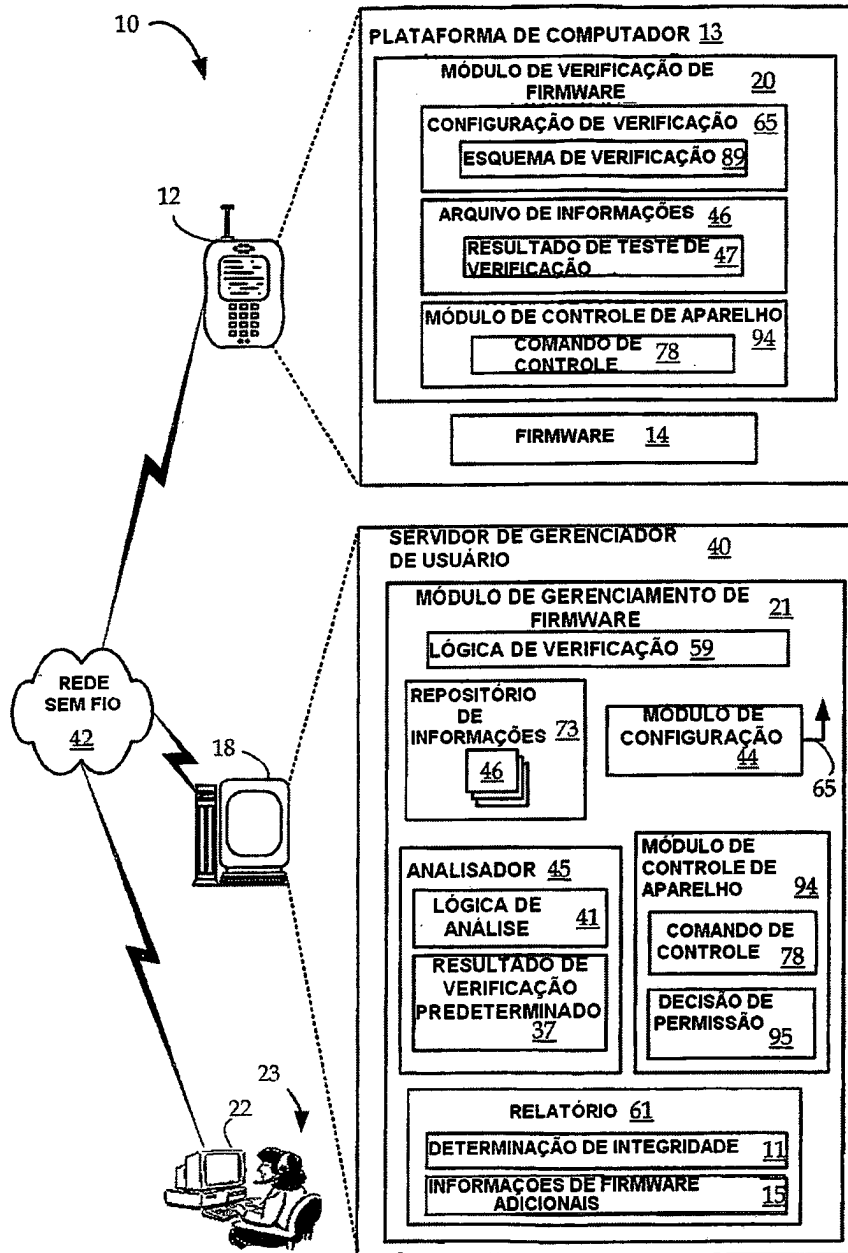 10
PLATAFORMA DE COMPUTADOR 13
MÓDULO DE VERIFICAÇÃO DE
FIRMWARE 20
CONFIGURAÇÃO DE VERIFICAÇÃO 65
ESQUEMA DE VERIFICAÇÃO 89
ARQUIVO DE INFORMAÇÕES 46
RESULTADO DE TESTE DE
VERIFICAÇÃO 47
MÓDULO DE CONTROLE DE APARELHO
94
COMANDO DE
CONTROLE 78
FIRMWARE 14
12
SERVIDOR DE GERENCIADOR
DE USUÁRIO 40
MÓDULO DE GERENCIAMENTO DE
FIRMWARE 21
LÓGICA DE VERIFICAÇÃO 59
REPOSITÓRIO
DE
INFORMAÇÕES 73
46
MÓDULO DE
CONFIGURAÇÃO
44
65
REDE
SEM FIO
42
18
ANALISADOR 45
LÓGICA DE
ANÁLISE 41
RESULTADO DE
VERIFICAÇÃO
PREDETERMINADO
37
MÓDULO DE
CONTROLE DE
APARELHO 94
COMANDO DE
CONTROLE 78
DECISÃO DE
PERMISSÃO 95
22
23
RELATÓRIO 61
DETERMINAÇÃO DE INTEGRIDADE 11
INFORMAÇÕES DE FIRMWARE
ADICIONAIS 15